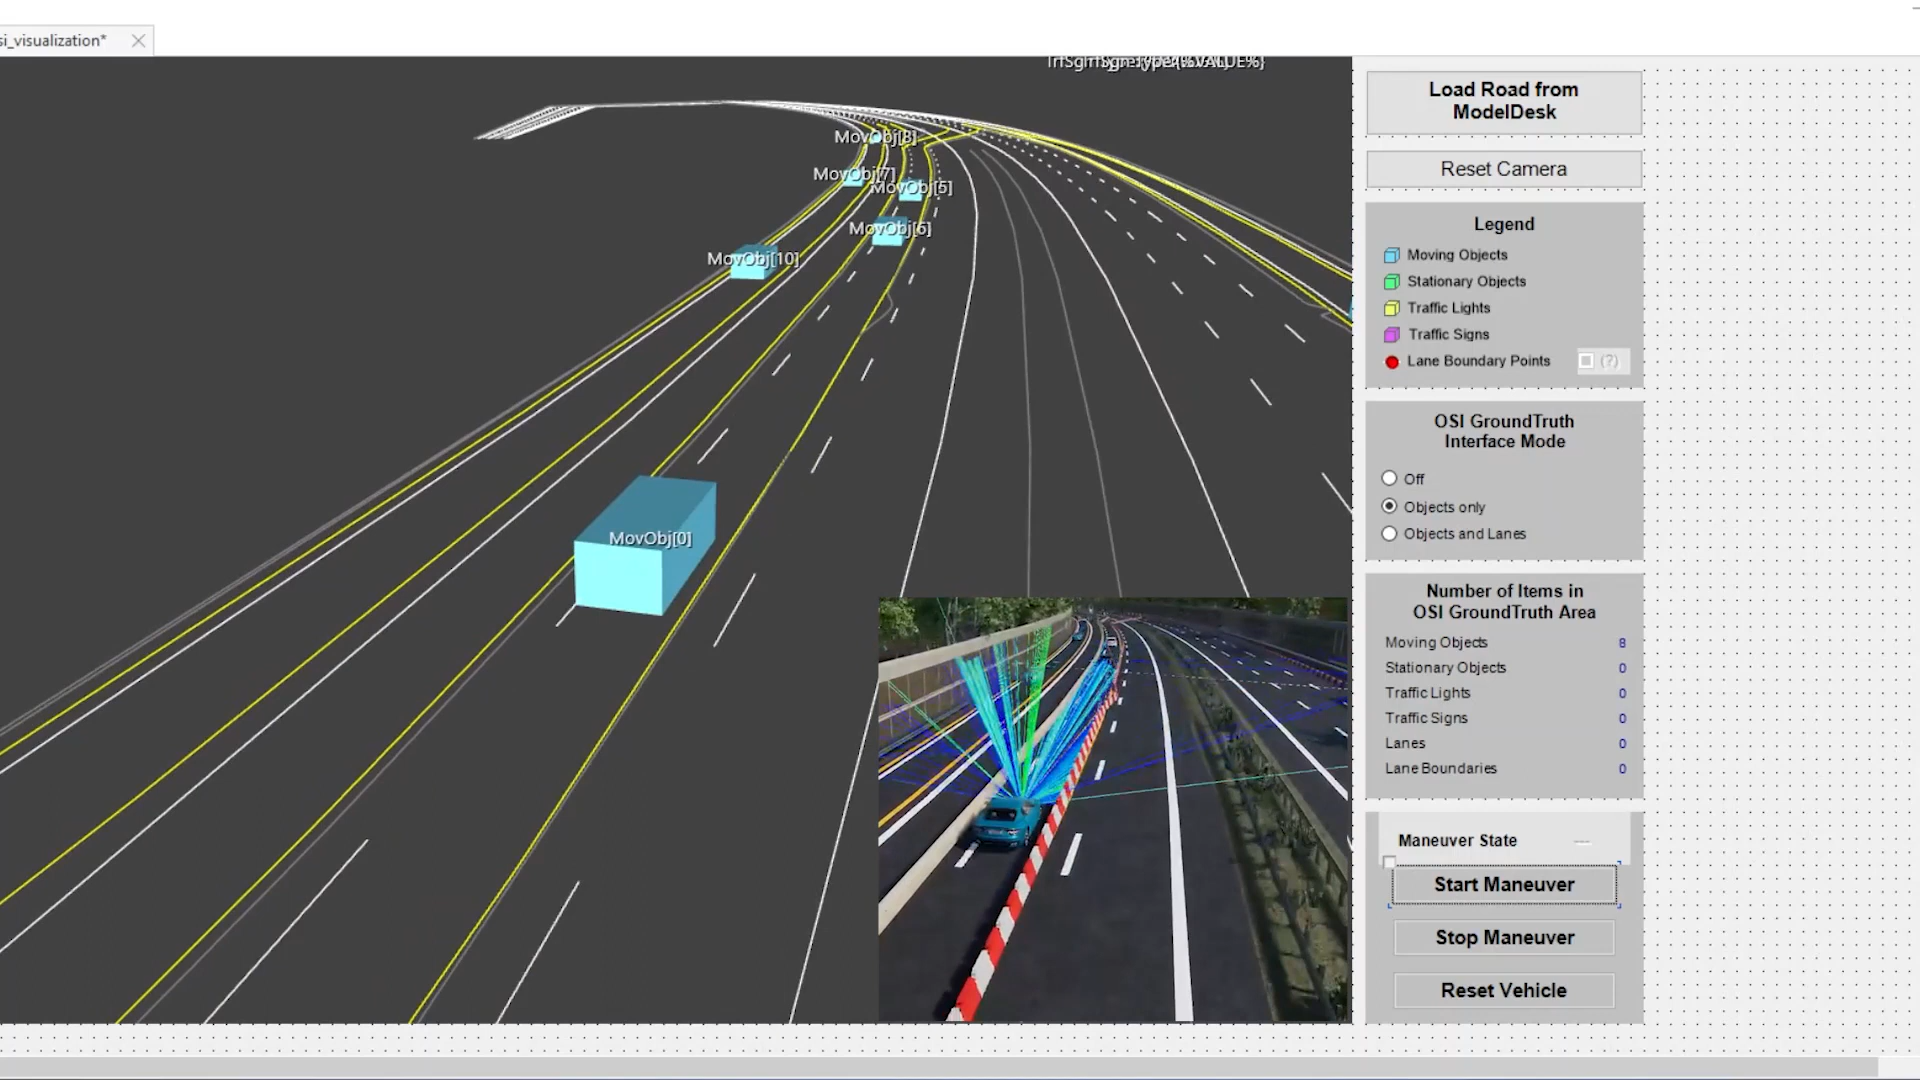 si_visualization*
MovObj[8]
MovObj[7]
MovObj[5]
MovObj[6]
MovObj[10]
MovObj[0]
Load Road from
ModelDesk
Reset Camera
Legend
Moving Objects
Stationary Objects
Traffic Lights
Traffic Signs
Lane Boundary Points
(?)
OSI GroundTruth
Interface Mode
Off
Objects only
Objects and Lanes
Number of Items in
OSI GroundTruth Area
Moving Objects 8
Stationary Objects 0
Traffic Lights 0
Traffic Signs 0
Lanes 0
Lane Boundaries 0
Maneuver State ---
Start Maneuver
Stop Maneuver
Reset Vehicle